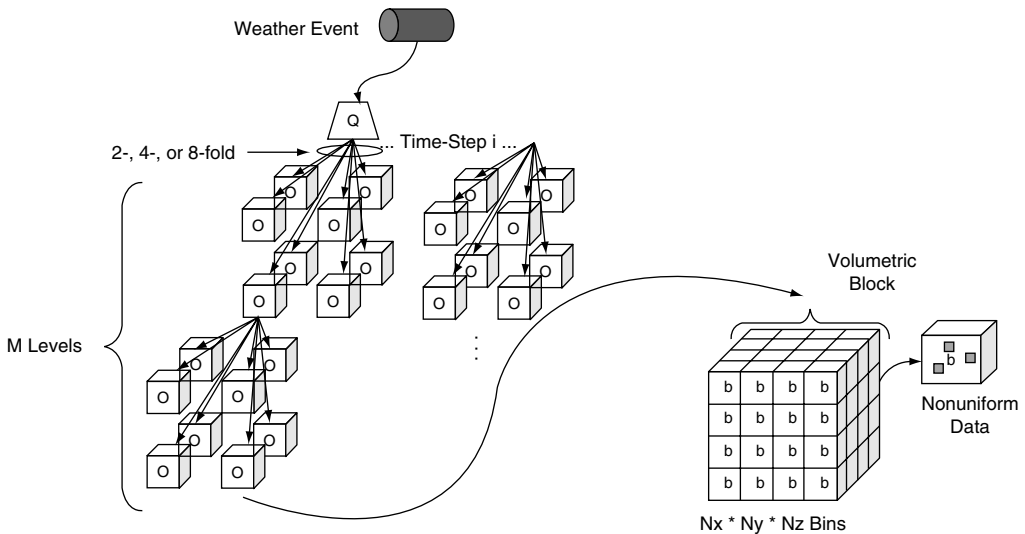 Weather Event
Q
2-, 4-, or 8-fold
... Time-Step i ...
O O O O
O O O O
O O O O
O O O O
M Levels
O O
O O
O O
O O
Volumetric
Block
b b b b
b b b b
b b b b
b b b b
b
Nonuniform
Data
Nx * Ny * Nz Bins